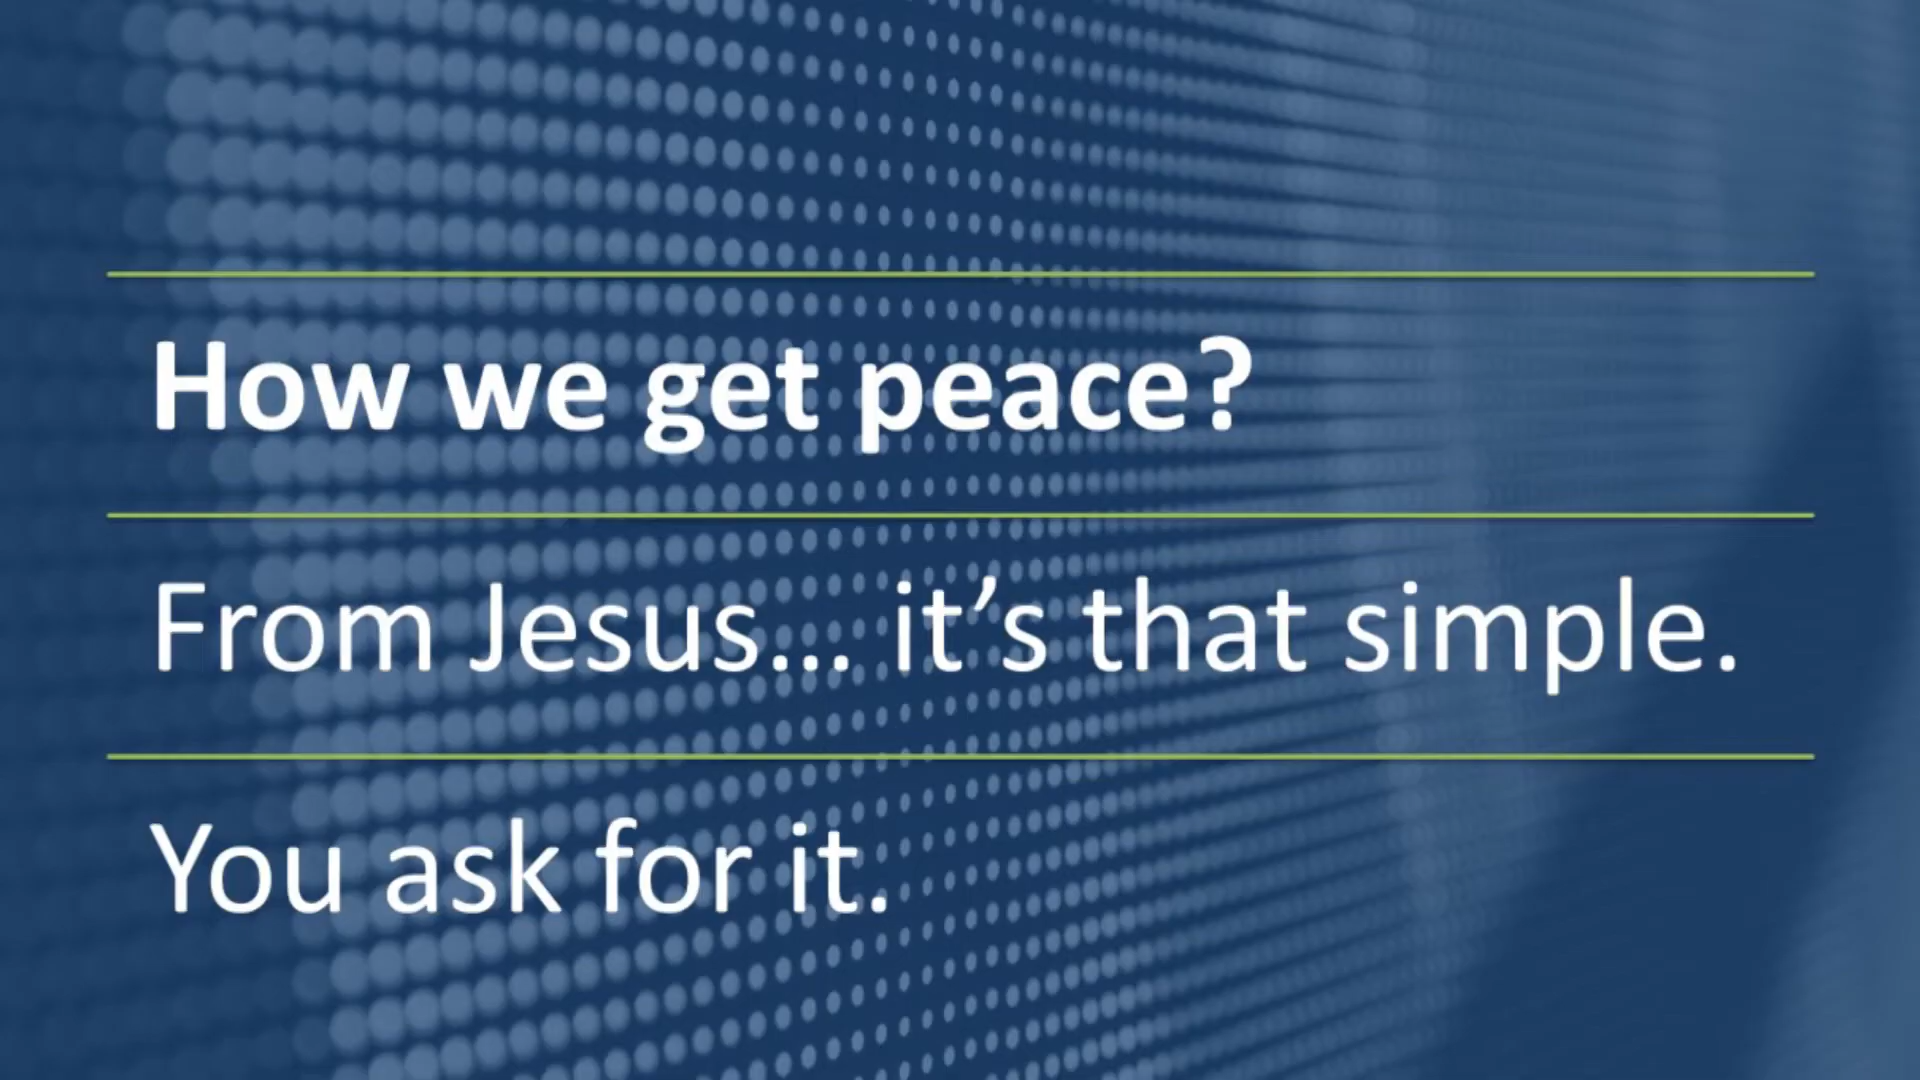 How we get peace?
From Jesus... it’s that simple.
You ask for it.